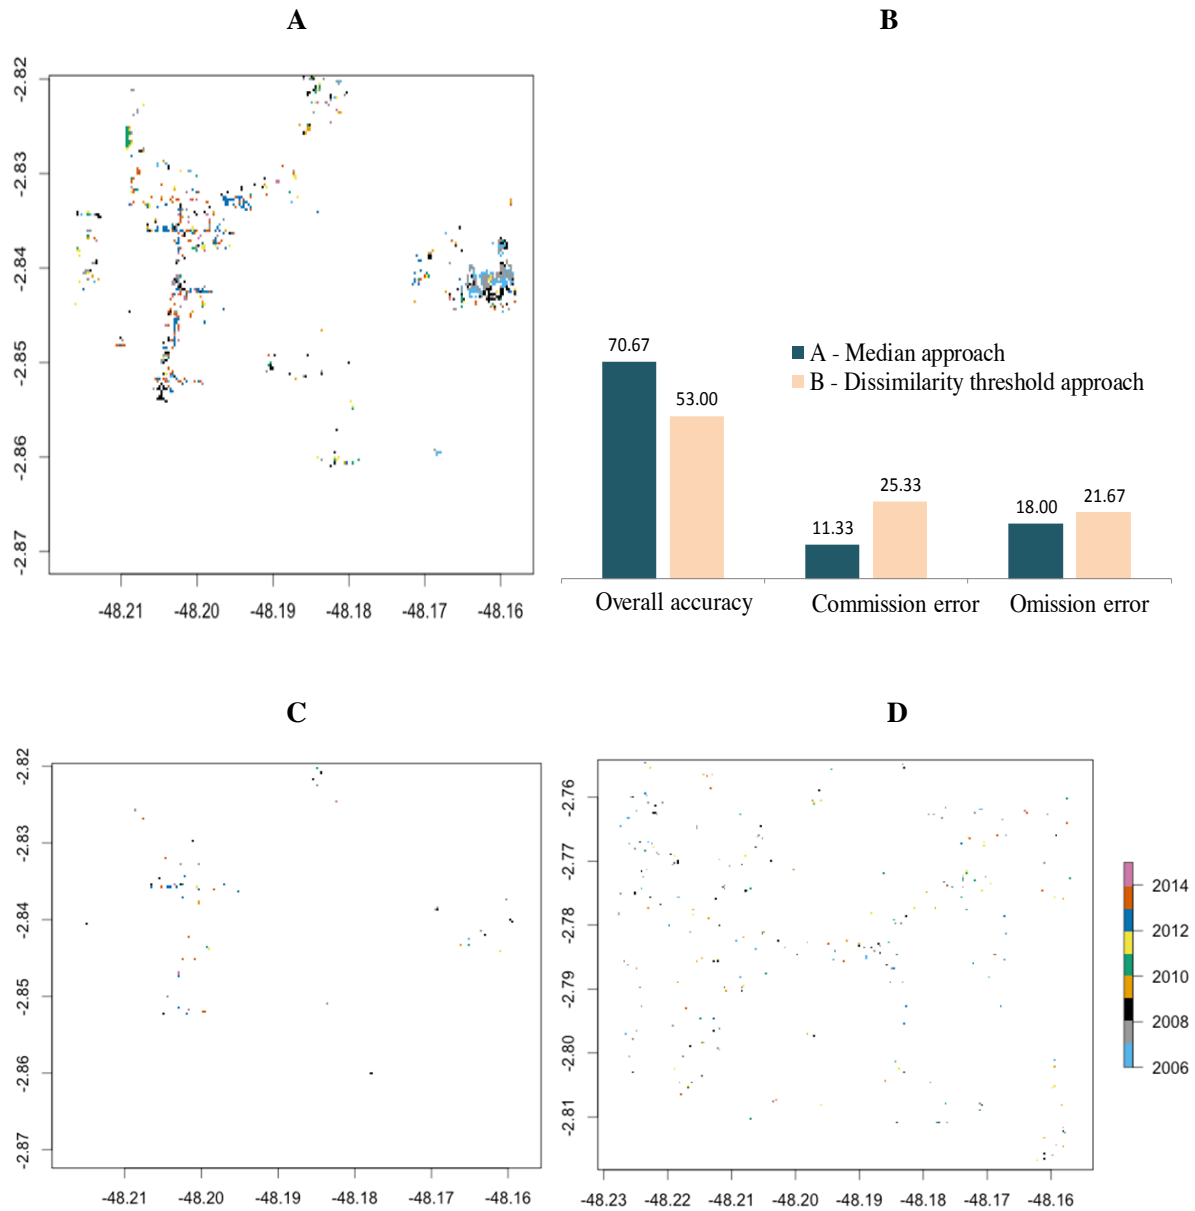 A
B
-2.82
-2.83
-2.84
-2.85
-2.86
-2.87
-48.21 -48.20 -48.19 -48.18 -48.17 -48.16
A - Median approach
B - Dissimilarity threshold approach
70.67
53.00
11.33
25.33
18.00
21.67
Overall accuracy Commission error Omission error
C
D
-2.82
-2.83
-2.84
-2.85
-2.86
-2.87
-48.21 -48.20 -48.19 -48.18 -48.17 -48.16
-2.76
-2.77
-2.78
-2.79
-2.80
-2.81
-48.23 -48.22 -48.21 -48.20 -48.19 -48.18 -48.17 -48.16
2014
2012
2010
2008
2006